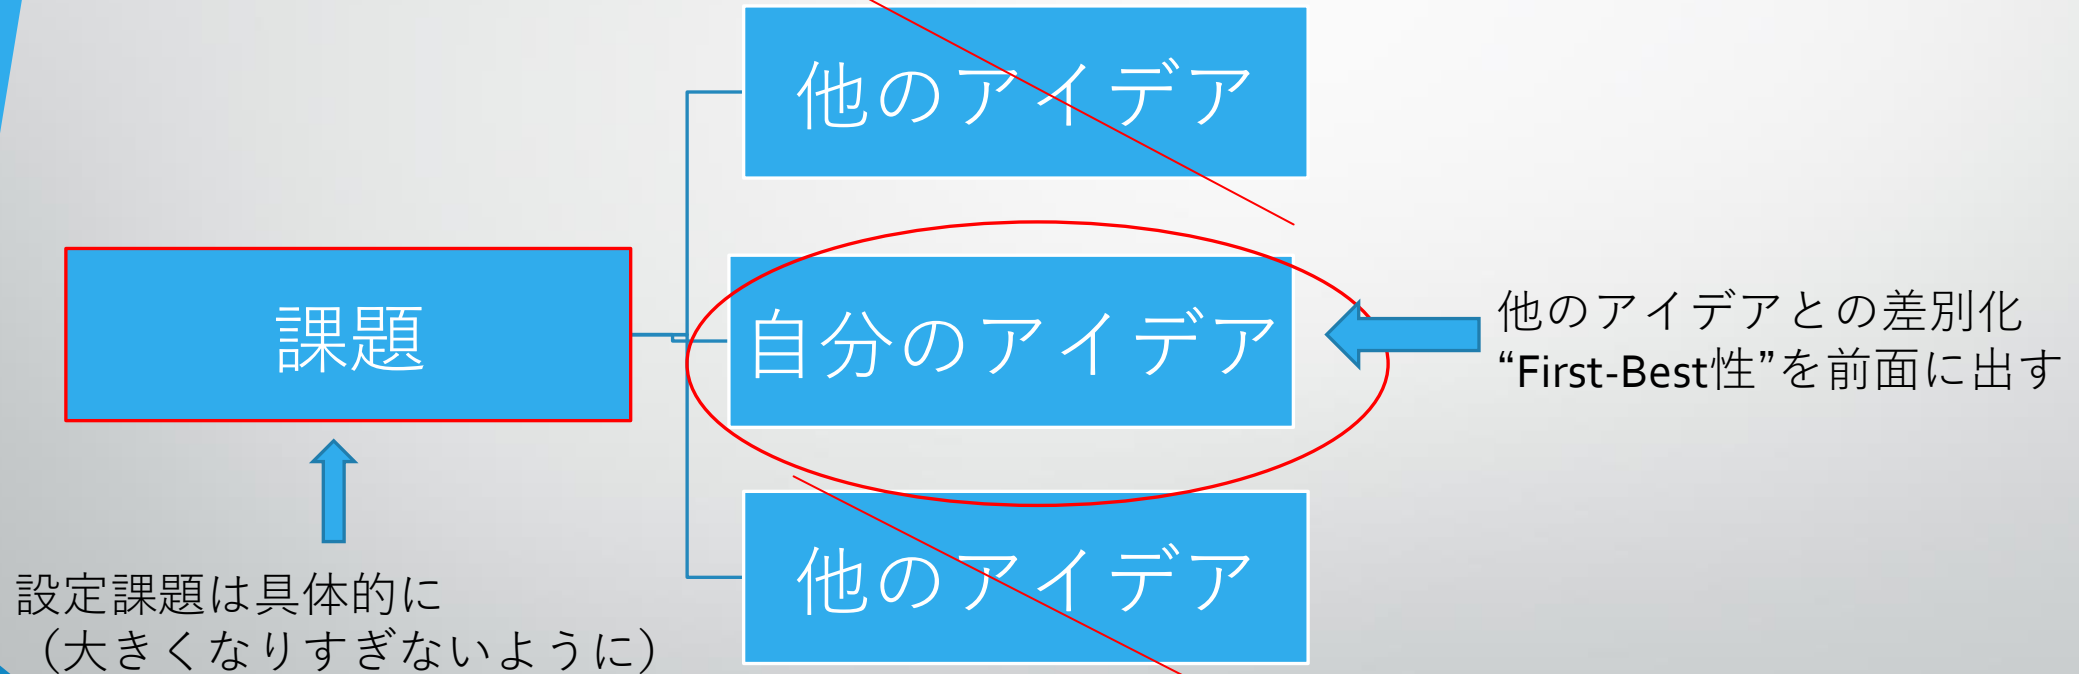 他のアイデア
課題
自分のアイデア
他のアイデアとの差別化
“First-Best性”を前面に出す
他のアイデア
設定課題は具体的に
（大きくなりすぎないように）